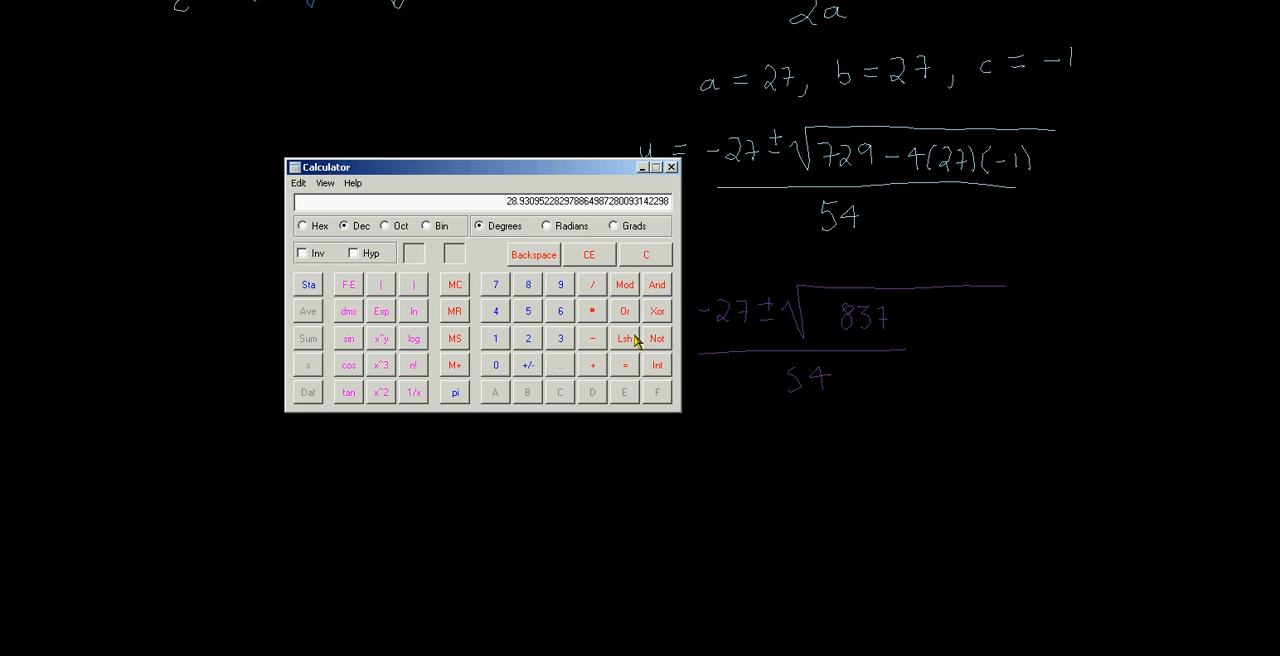 2a
a = 27, b = 27, c = -1
u = -27 ± √729 - 4(27)(-1)
54
-27 ± √837
54
Calculator
Edit View Help
28.930952282978864987280093142298
Hex Dec Oct Bin Degrees Radians Grads
Inv Hyp Backspace CE C
Sta F-E ( ) MC 7 8 9 / Mod And
Ave dms Exp ln MR 4 5 6 * Or Xor
Sum sin x^y log MS 1 2 3 - Lsh Not
s cos x^3 n! M+ 0 +/- . + = Int
Dat tan x^2 1/x pi A B C D E F